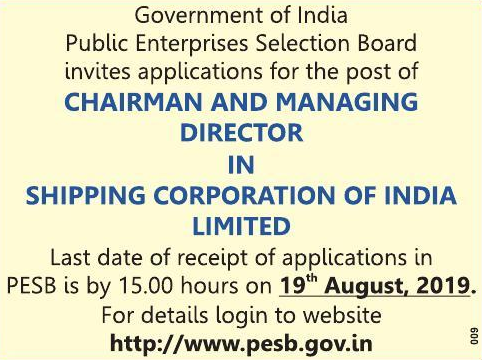 Government of India
Public Enterprises Selection Board
invites applications for the post of
CHAIRMAN AND MANAGING
DIRECTOR
IN
SHIPPING CORPORATION OF INDIA
LIMITED
Last date of receipt of applications in
PESB is by 15.00 hours on 19th August, 2019.
For details login to website
http://www.pesb.gov.in
009